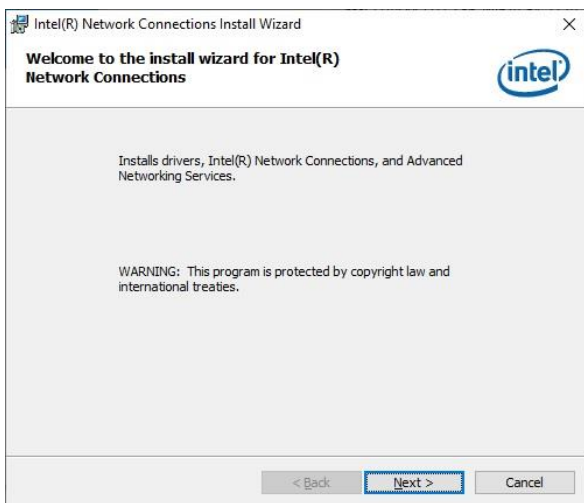 Intel(R) Network Connections Install Wizard
Welcome to the install wizard for Intel(R)
Network Connections
intel
Installs drivers, Intel(R) Network Connections, and Advanced
Networking Services.
WARNING: This program is protected by copyright law and
international treaties.
< Back
Next >
Cancel